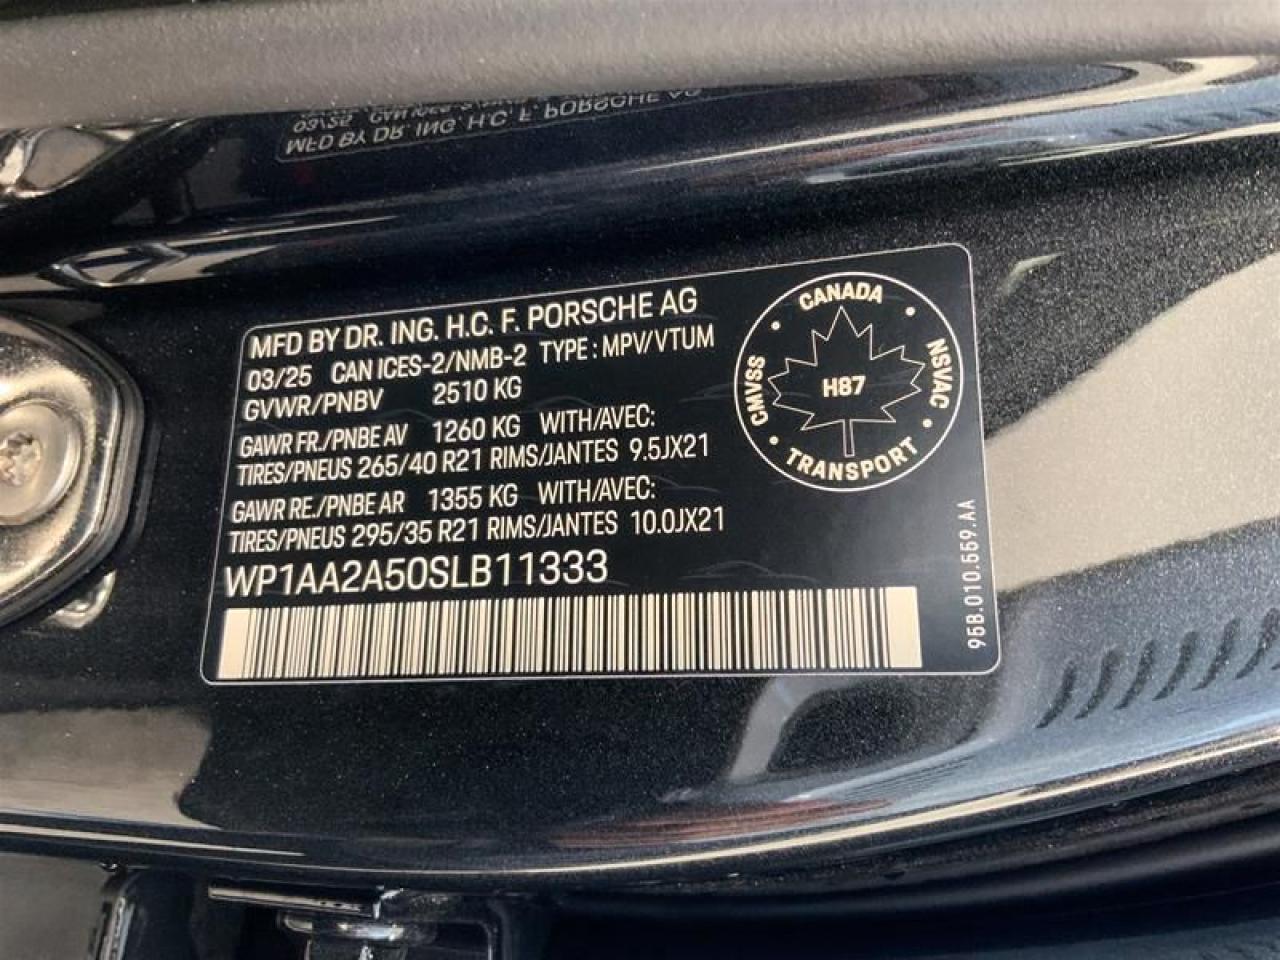 MFD BY DR. ING. H.C. F. PORSCHE AG
03/25 CAN ICES-2/NMB-2 TYPE : MPV/VTUM
GVWR/PNBV 2510 KG
GAWR FR./PNBE AV 1260 KG WITH/AVEC:
TIRES/PNEUS 265/40 R21 RIMS/JANTES 9.5JX21
GAWR RE./PNBE AR 1355 KG WITH/AVEC:
TIRES/PNEUS 295/35 R21 RIMS/JANTES 10.0JX21
WP1AA2A50SLB11333
CANADA
CMVSS
H87
NSVAC
TRANSPORT
95B.010.559.AA